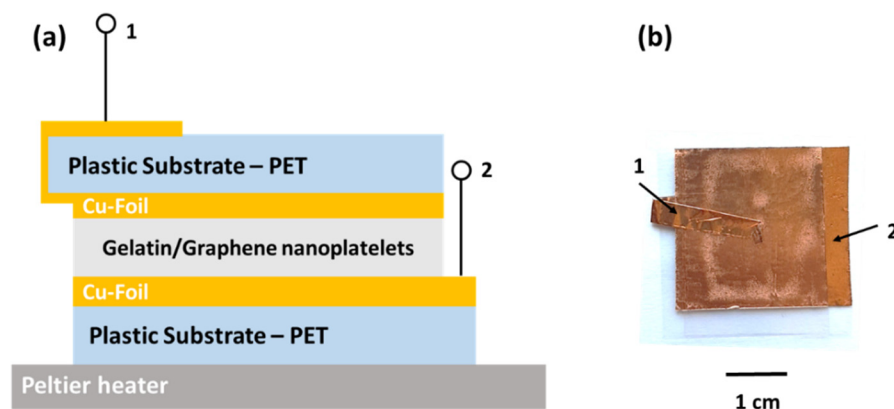 (a)
1
Plastic Substrate – PET
2
Cu-Foil
Gelatin/Graphene nanoplatelets
Cu-Foil
Plastic Substrate – PET
Peltier heater
(b)
1
2
1 cm